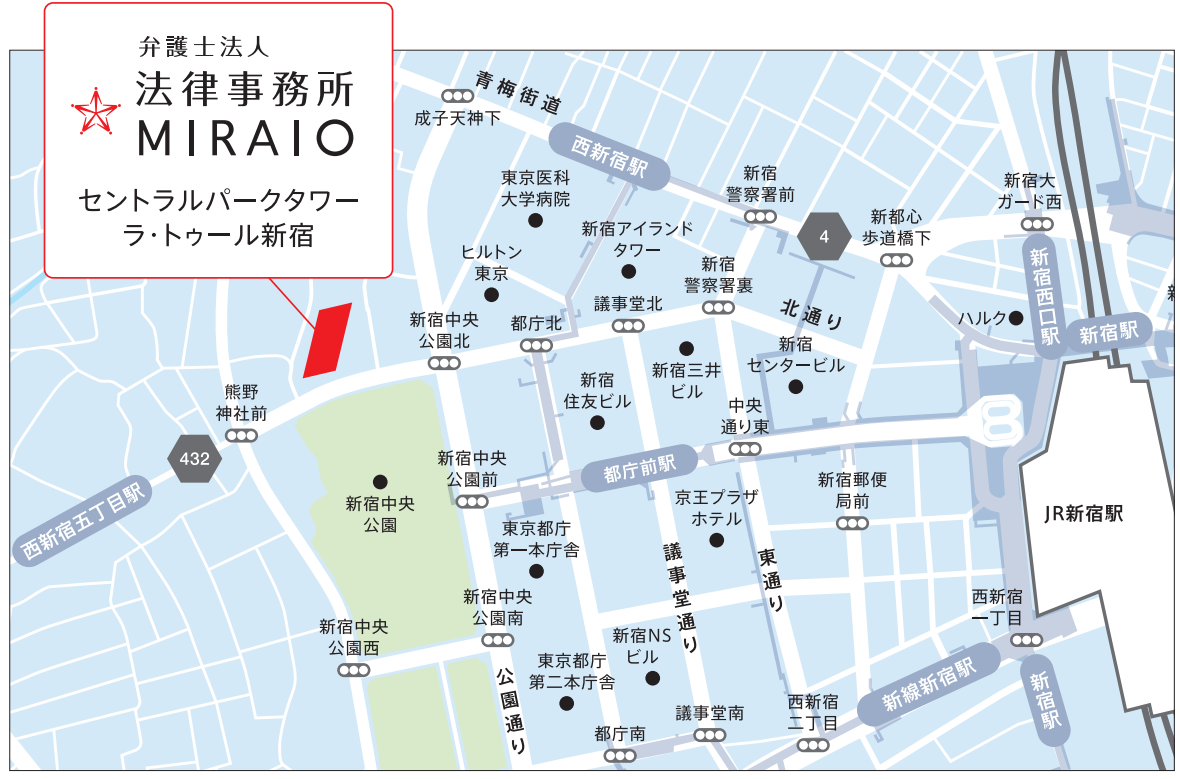 弁護士法人
法律事務所
MIRAIO
セントラルパークタワー
ラ・トゥール新宿
青梅街道
成子天神下
西新宿駅
東京医科
大学病院
新宿
警察署前
新宿大
ガード西
新宿アイランド
タワー
4
新都心
歩道橋下
ヒルトン
東京
新宿
警察署裏
新宿西口駅
議事堂北
北通り
ハルク
新宿駅
新宿中央
公園北
都庁北
新宿
センタービル
新宿三井
ビル
新宿
住友ビル
熊野
神社前
中央
通り東
432
新宿中央
公園前
都庁前駅
新宿郵便
局前
西新宿五丁目駅
新宿中央
公園
京王プラザ
ホテル
JR新宿駅
東京都庁
第一本庁舎
議事堂通り
東通り
新宿中央
公園南
西新宿
一丁目
新宿中央
公園西
新宿NS
ビル
東京都庁
第二本庁舎
公園通り
新線新宿駅
新宿駅
西新宿
二丁目
議事堂南
都庁南